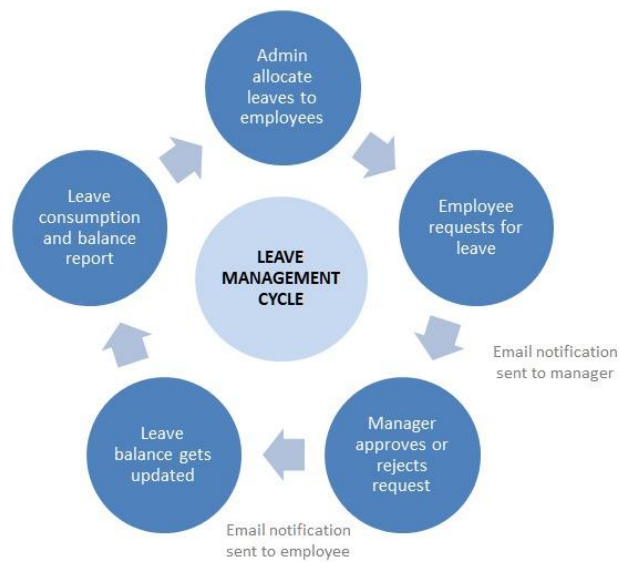 Admin
allocate
leaves to
employees
Employee
requests for
leave
Email notification
sent to manager
Manager
approves or
rejects
request
Email notification
sent to employee
Leave
balance gets
updated
Leave
consumption
and balance
report
LEAVE
MANAGEMENT
CYCLE